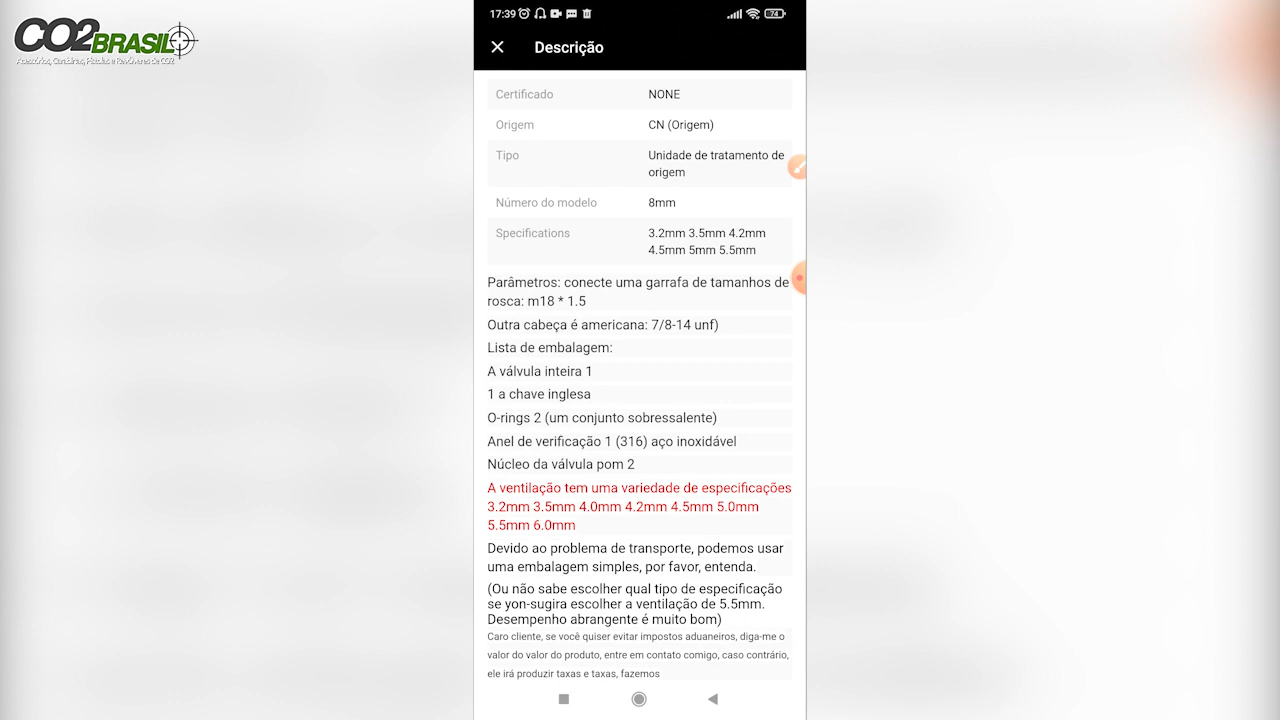 CO2BRASIL
Acessórios, Carabinas, Pistolas e Revólveres de CO2
17:39
74
Descrição
Certificado NONE
Origem CN (Origem)
Tipo Unidade de tratamento de
origem
Número do modelo 8mm
Specifications 3.2mm 3.5mm 4.2mm
4.5mm 5mm 5.5mm
Parâmetros: conecte uma garrafa de tamanhos de
rosca: m18 * 1.5
Outra cabeça é americana: 7/8-14 unf)
Lista de embalagem:
A válvula inteira 1
1 a chave inglesa
O-rings 2 (um conjunto sobressalente)
Anel de verificação 1 (316) aço inoxidável
Núcleo da válvula pom 2
A ventilação tem uma variedade de especificações
3.2mm 3.5mm 4.0mm 4.2mm 4.5mm 5.0mm
5.5mm 6.0mm
Devido ao problema de transporte, podemos usar
uma embalagem simples, por favor, entenda.
(Ou não sabe escolher qual tipo de especificação
se yon-sugira escolher a ventilação de 5.5mm.
Desempenho abrangente é muito bom)
Caro cliente, se você quiser evitar impostos aduaneiros, diga-me o
valor do valor do produto, entre em contato comigo, caso contrário,
ele irá produzir taxas e taxas, fazemos